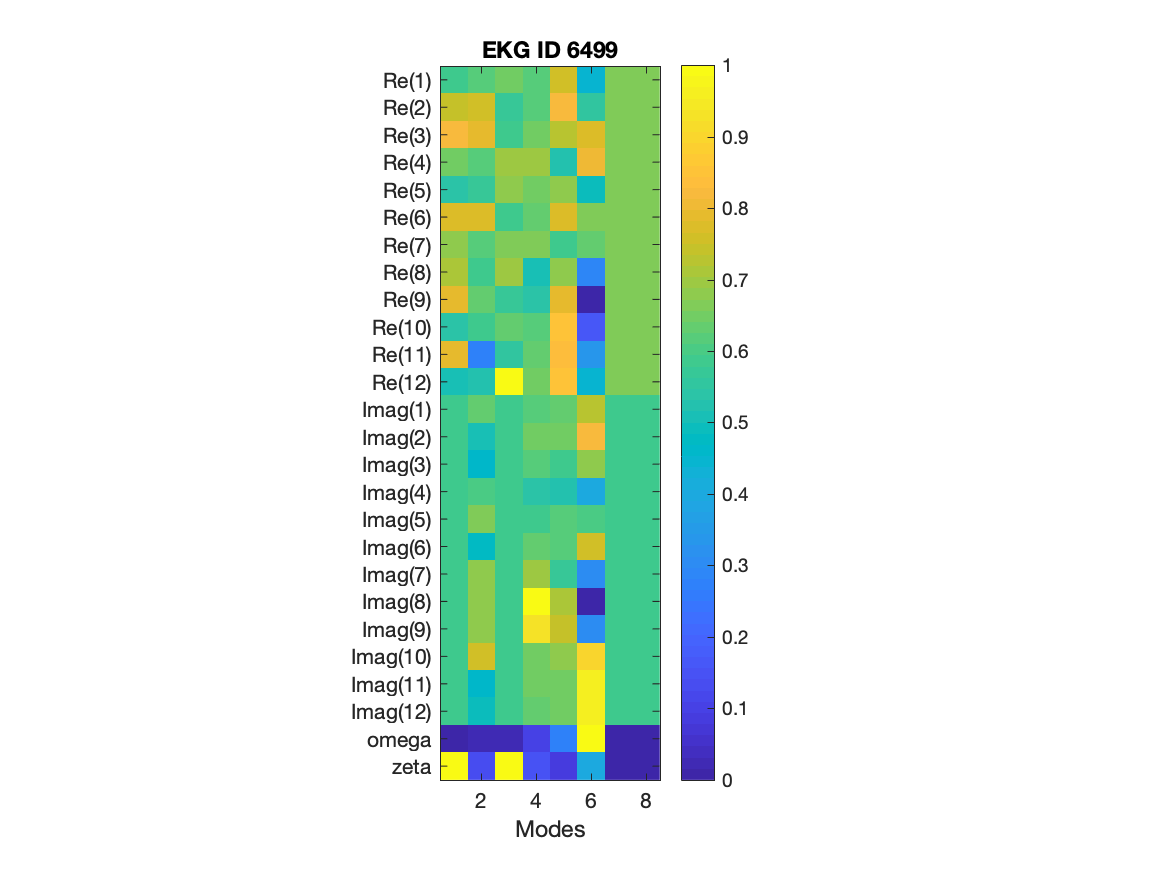 EKG ID 6499
Re(1)
Re(2)
Re(3)
Re(4)
Re(5)
Re(6)
Re(7)
Re(8)
Re(9)
Re(10)
Re(11)
Re(12)
Imag(1)
Imag(2)
Imag(3)
Imag(4)
Imag(5)
Imag(6)
Imag(7)
Imag(8)
Imag(9)
Imag(10)
Imag(11)
Imag(12)
omega
zeta
2 4 6 8
Modes
1
0.9
0.8
0.7
0.6
0.5
0.4
0.3
0.2
0.1
0